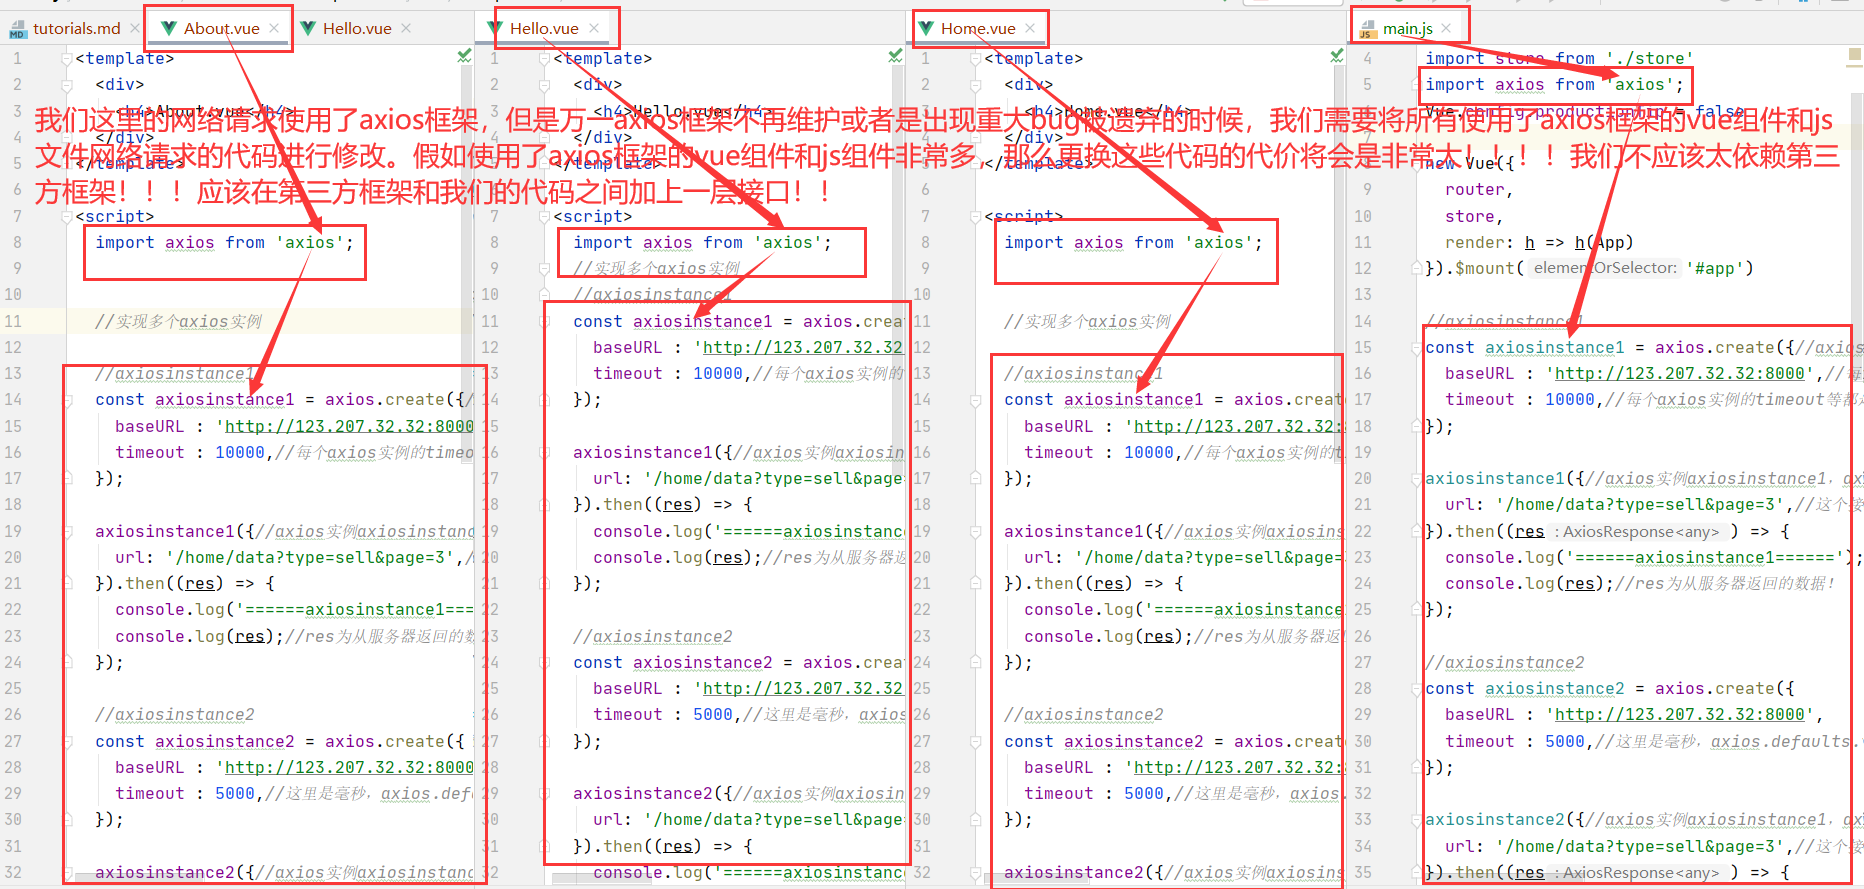 tutorials.md
About.vue
Hello.vue
Hello.vue
Home.vue
main.js
我们这里的网络请求使用了axios框架，但是万一axios框架不再维护或者是出现重大bug被遗弃的时候，我们需要将所有使用了axios框架的vue组件和js
文件网络请求的代码进行修改。假如使用了axios框架的vue组件和js组件非常多，那么更换这些代码的代价将会是非常大！！！！我们不应该太依赖第三
方框架！！！应该在第三方框架和我们的代码之间加上一层接口！！
1 <template>
2 <div>
3 <h4>About.vue</h4>
4 </div>
5 </template>
6
7 <script>
8 import axios from 'axios';
9
10
11 //实现多个axios实例
12
13 //axiosinstance1
14 const axiosinstance1 = axios.create({/
15 baseURL : 'http://123.207.32.32:8000
16 timeout : 10000,//每个axios实例的timeo
17 });
18
19 axiosinstance1({//axios实例axiosinstanc
20 url: '/home/data?type=sell&page=3',/
21 }).then((res) => {
22 console.log('======axiosinstance1===
23 console.log(res);//res为从服务器返回的数
24 });
25
26 //axiosinstance2
27 const axiosinstance2 = axios.create({
28 baseURL : 'http://123.207.32.32:8000
29 timeout : 5000,//这里是毫秒，axios.defa
30 });
31
32 axiosinstance2({//axios实例axiosinstanc
1 <template>
2 <div>
3 <h4>Hello.vue</h4>
4 </div>
5 </template>
6
7 <script>
8 import axios from 'axios';
9 //实现多个axios实例
10 //axiosinstance1
11 const axiosinstance1 = axios.creat
12 baseURL : 'http://123.207.32.32
13 timeout : 10000,//每个axios实例的
14 });
15
16 axiosinstance1({//axios实例axiosin
17 url: '/home/data?type=sell&page=
18 }).then((res) => {
19 console.log('======axiosinstance
20 console.log(res);//res为从服务器返
21 });
22
23 //axiosinstance2
24 const axiosinstance2 = axios.creat
25 baseURL : 'http://123.207.32.32
26 timeout : 5000,//这里是毫秒，axios
27 });
28
29 axiosinstance2({//axios实例axiosin
30 url: '/home/data?type=sell&page=
31 }).then((res) => {
32 console.log('======axiosinstance
1 <template>
2 <div>
3 <h4>Home.vue</h4>
4 </div>
5 </template>
6
7 <script>
8 import axios from 'axios';
9
10
11 //实现多个axios实例
12
13 //axiosinstance1
14 const axiosinstance1 = axios.creat
15 baseURL : 'http://123.207.32.32:
16 timeout : 10000,//每个axios实例的t
17 });
18
19 axiosinstance1({//axios实例axiosins
20 url: '/home/data?type=sell&page=
21 }).then((res) => {
22 console.log('======axiosinstance
23 console.log(res);//res为从服务器返
24 });
25
26 //axiosinstance2
27 const axiosinstance2 = axios.creat
28 baseURL : 'http://123.207.32.32:
29 timeout : 5000,//这里是毫秒，axios.
30 });
31
32 axiosinstance2({//axios实例axiosins
4 import store from './store'
5 import axios from 'axios';
6 Vue.config.productionTip = false
7
8 new Vue({
9 router,
10 store,
11 render: h => h(App)
12 }).$mount( elementOrSelector: '#app')
13
14 //axiosinstance1
15 const axiosinstance1 = axios.create({//axios
16 baseURL : 'http://123.207.32.32:8000',//每
17 timeout : 10000,//每个axios实例的timeout等都
18 });
19
20 axiosinstance1({//axios实例axiosinstance1，ax
21 url: '/home/data?type=sell&page=3',//这个接
22 }).then((res : AxiosResponse<any> ) => {
23 console.log('======axiosinstance1======');
24 console.log(res);//res为从服务器返回的数据！
25 });
26
27 //axiosinstance2
28 const axiosinstance2 = axios.create({
29 baseURL : 'http://123.207.32.32:8000',
30 timeout : 5000,//这里是毫秒，axios.defaults.
31 });
32
33 axiosinstance2({//axios实例axiosinstance1，ax
34 url: '/home/data?type=sell&page=3',//这个接
35 }).then((res : AxiosResponse<any> ) => {